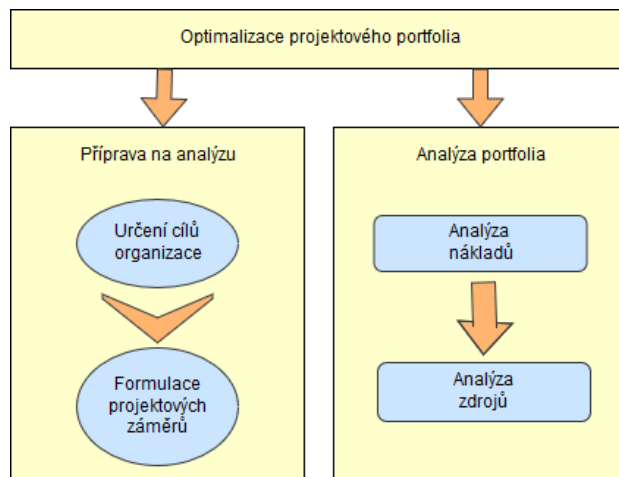 Optimalizace projektového portfolia
Příprava na analýzu
Určení cílů
organizace
Formulace
projektových
záměrů
Analýza portfolia
Analýza
nákladů
Analýza
zdrojů